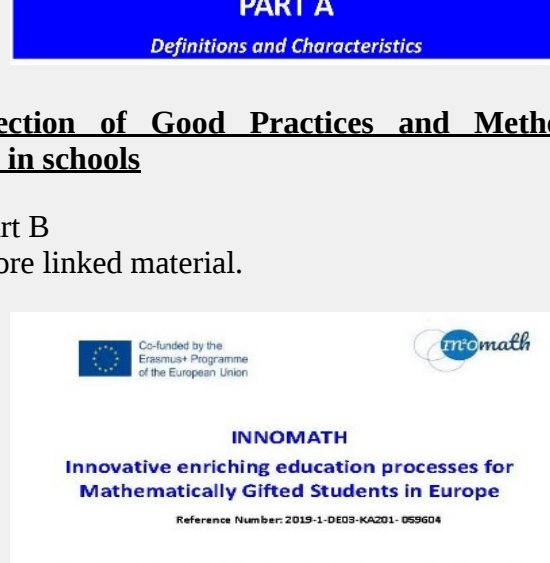 PART A
Definitions and Characteristics
ection of Good Practices and Meth
in schools
rt B
ore linked material.
Co-funded by the
Erasmus+ Programme
of the European Union
innomath
INNOMATH
Innovative enriching education processes for
Mathematically Gifted Students in Europe
Reference Number: 2019-1-DE03-KA201- 059604